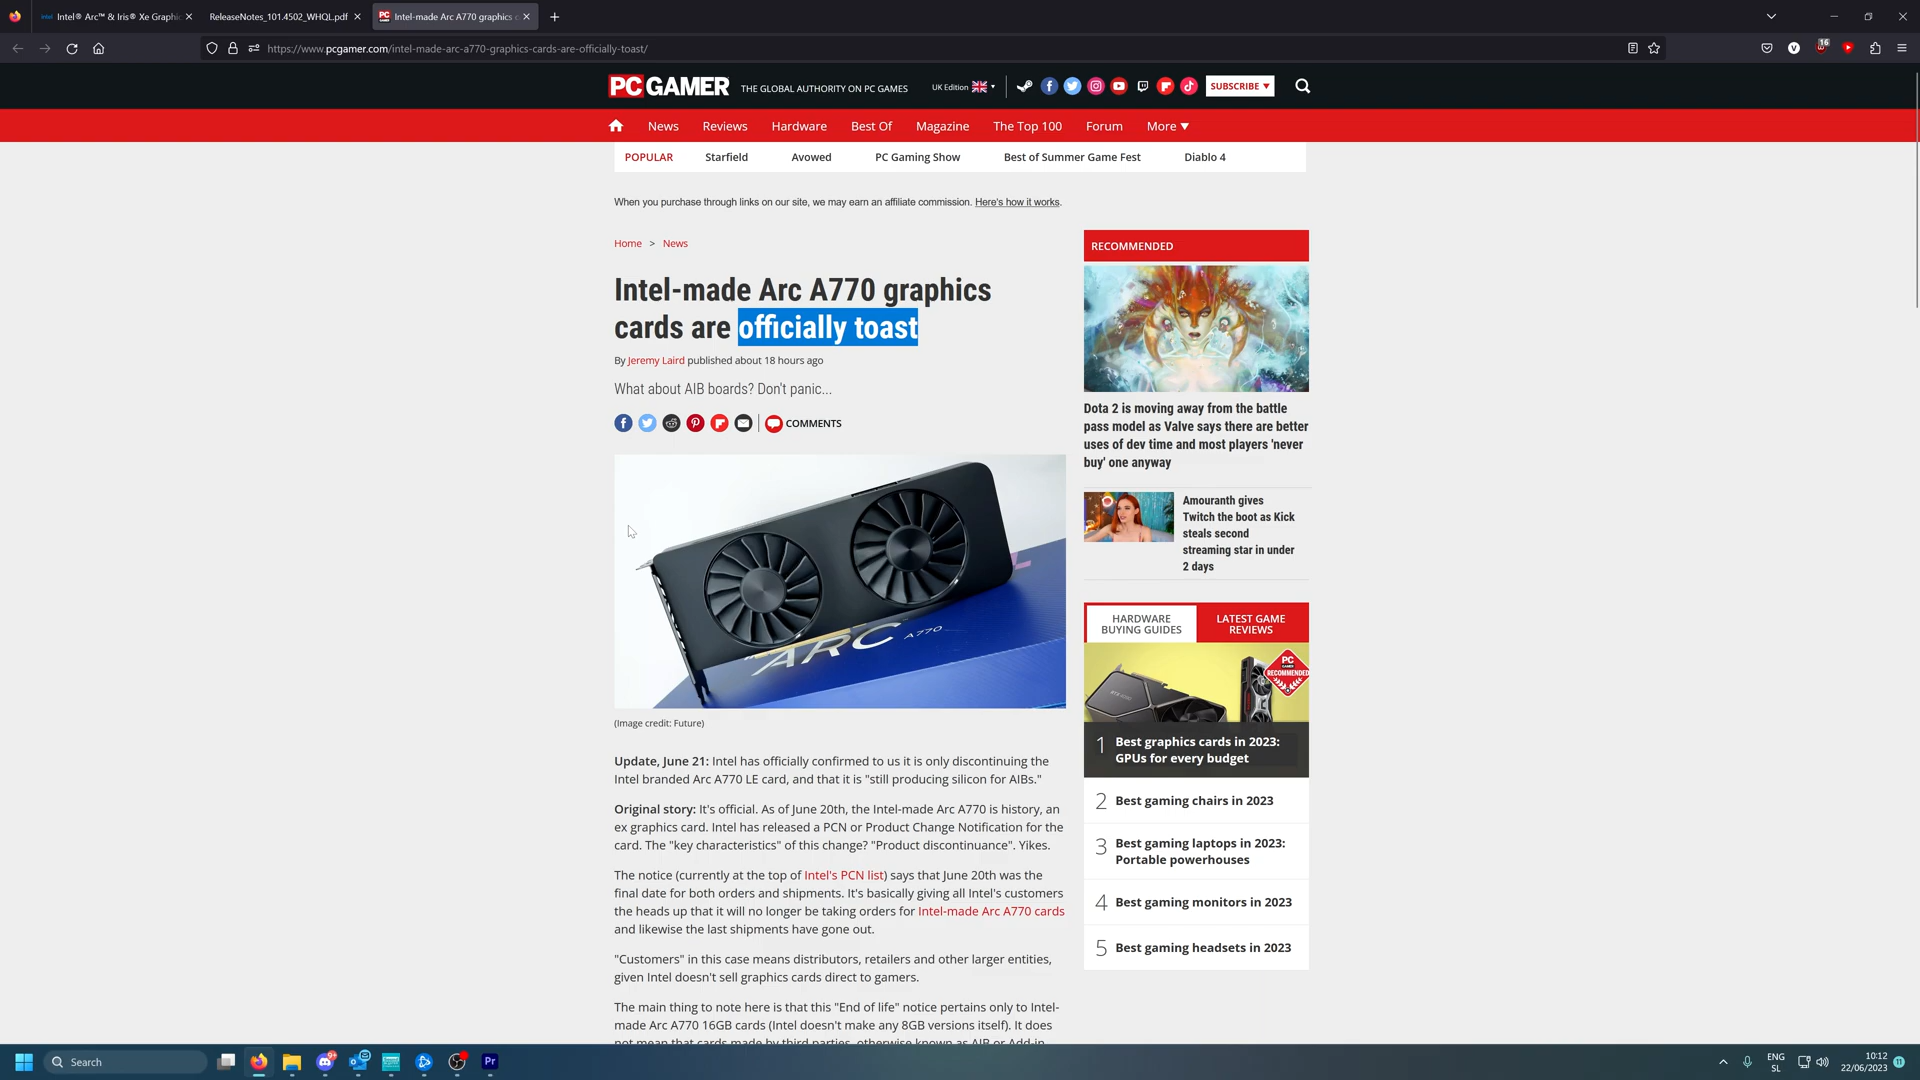 Intel® Arc™ & Iris® Xe Graphic
ReleaseNotes_101.4502_WHQL.pdf
Intel-made Arc A770 graphics c
https://www.pcgamer.com/intel-made-arc-a770-graphics-cards-are-officially-toast/
16
PC GAMER
THE GLOBAL AUTHORITY ON PC GAMES
UK Edition
SUBSCRIBE ▼
News
Reviews
Hardware
Best Of
Magazine
The Top 100
Forum
More ▼
POPULAR
Starfield
Avowed
PC Gaming Show
Best of Summer Game Fest
Diablo 4
When you purchase through links on our site, we may earn an affiliate commission. Here's how it works.
Home > News
Intel-made Arc A770 graphics
cards are officially toast
By Jeremy Laird published about 18 hours ago
What about AIB boards? Don't panic...
COMMENTS
ARC A770
(Image credit: Future)
Update, June 21: Intel has officially confirmed to us it is only discontinuing the
Intel branded Arc A770 LE card, and that it is "still producing silicon for AIBs."
Original story: It's official. As of June 20th, the Intel-made Arc A770 is history, an
ex graphics card. Intel has released a PCN or Product Change Notification for the
card. The "key characteristics" of this change? "Product discontinuance". Yikes.
The notice (currently at the top of Intel's PCN list) says that June 20th was the
final date for both orders and shipments. It's basically giving all Intel's customers
the heads up that it will no longer be taking orders for Intel-made Arc A770 cards
and likewise the last shipments have gone out.
"Customers" in this case means distributors, retailers and other larger entities,
given Intel doesn't sell graphics cards direct to gamers.
The main thing to note here is that this "End of life" notice pertains only to Intel-
made Arc A770 16GB cards (Intel doesn't make any 8GB versions itself). It does
not mean that cards made by third parties, otherwise known as AIB or Add-in
RECOMMENDED
Dota 2 is moving away from the battle
pass model as Valve says there are better
uses of dev time and most players 'never
buy' one anyway
Amouranth gives
Twitch the boot as Kick
steals second
streaming star in under
2 days
HARDWARE
BUYING GUIDES
LATEST GAME
REVIEWS
PC
GAMER
RECOMMENDED
1 Best graphics cards in 2023:
GPUs for every budget
2 Best gaming chairs in 2023
3 Best gaming laptops in 2023:
Portable powerhouses
4 Best gaming monitors in 2023
5 Best gaming headsets in 2023
Search
Pr
ENG
SL
10:12
22/06/2023
11